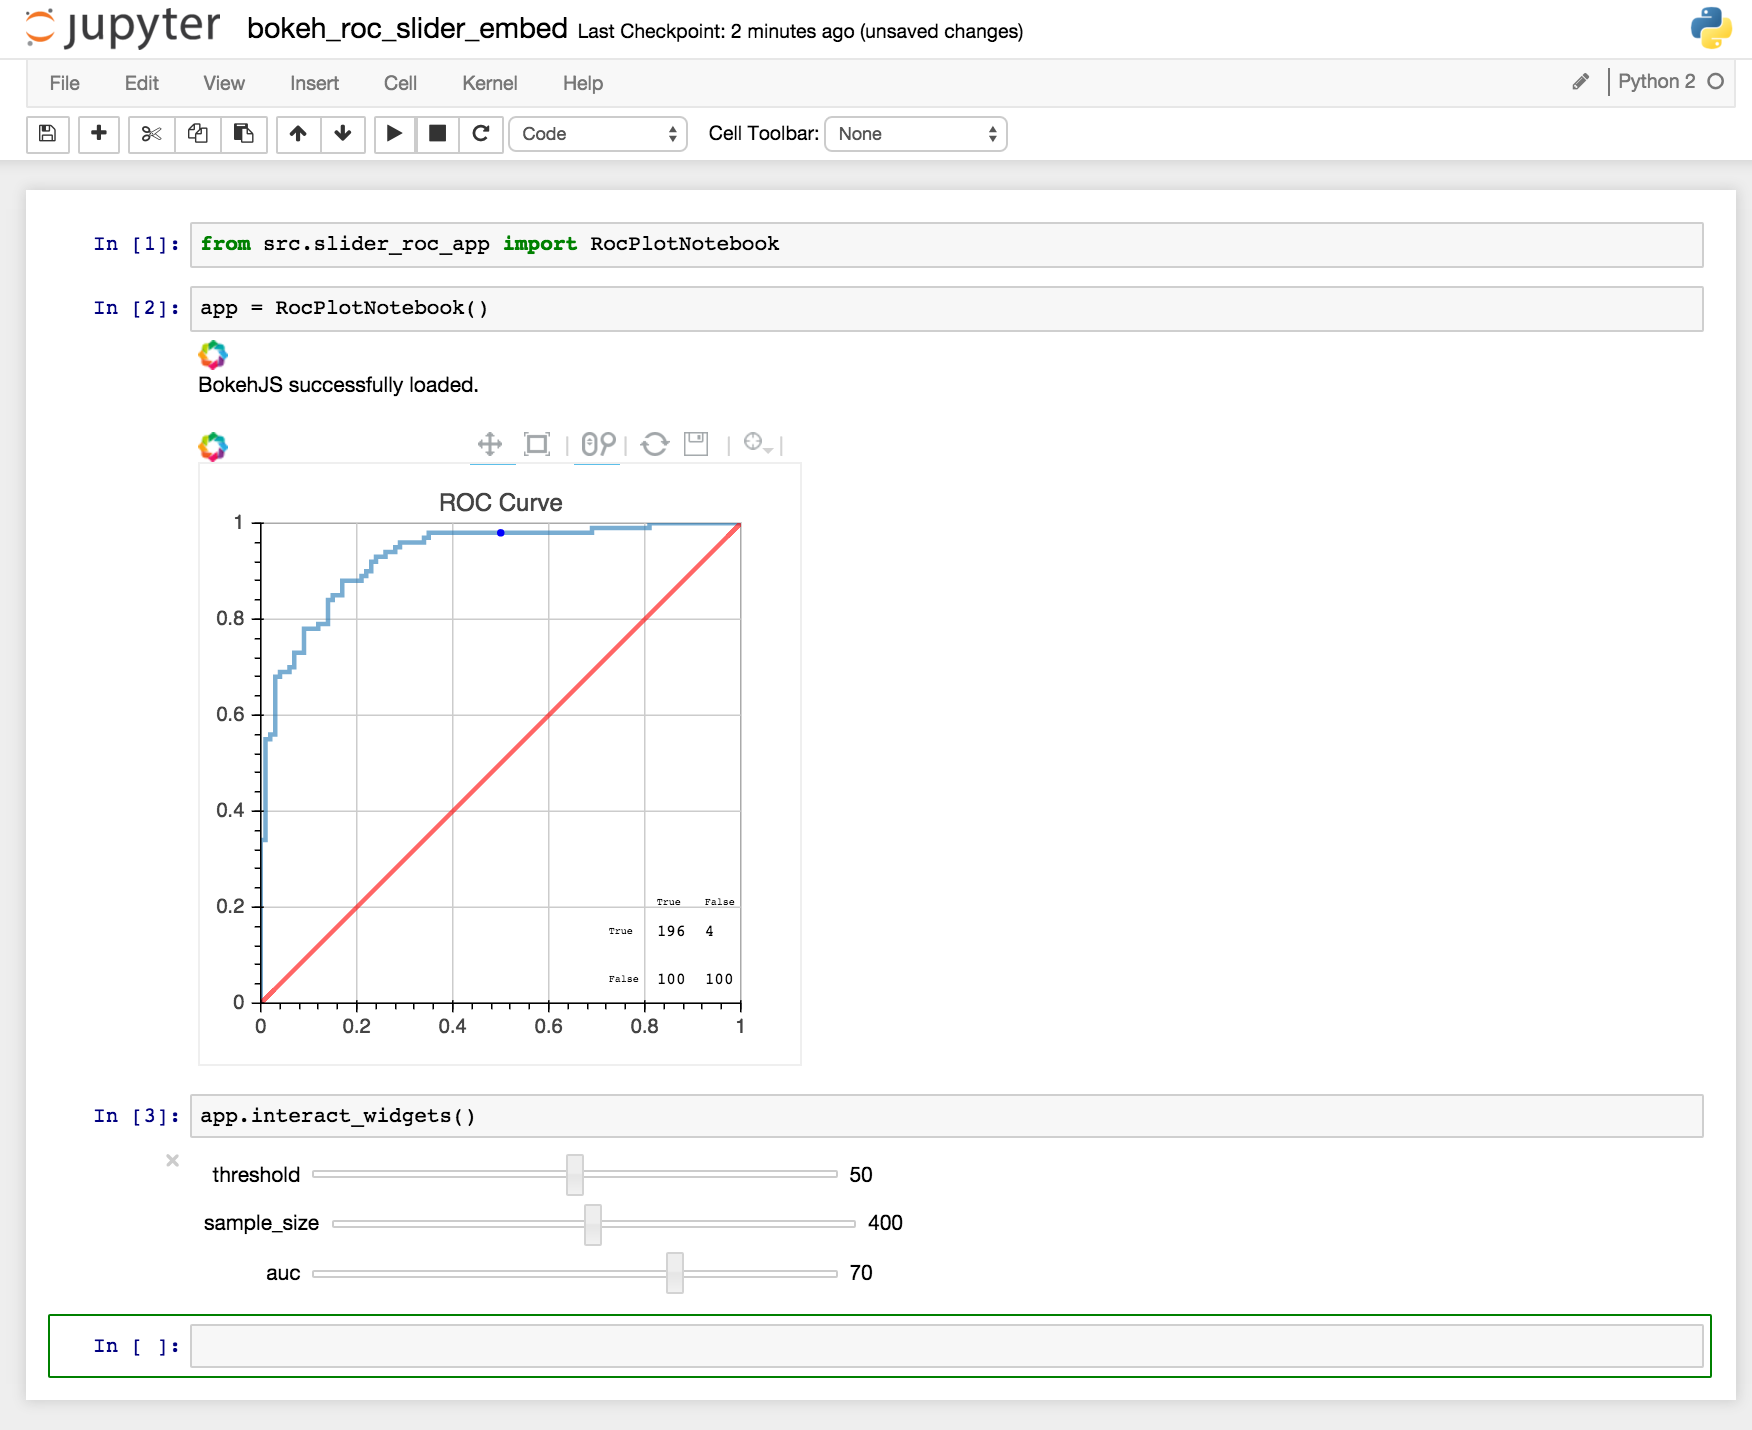 jupyter bokeh_roc_slider_embed Last Checkpoint: 2 minutes ago (unsaved changes)
File Edit View Insert Cell Kernel Help Python 2
Code Cell Toolbar: None
In [1]: from src.slider_roc_app import RocPlotNotebook
In [2]: app = RocPlotNotebook()
BokehJS successfully loaded.
ROC Curve
1
0.8
0.6
0.4
0.2
True False
True 196 4
False 100 100
0
0 0.2 0.4 0.6 0.8 1
In [3]: app.interact_widgets()
threshold 50
sample_size 400
auc 70
In [ ]: